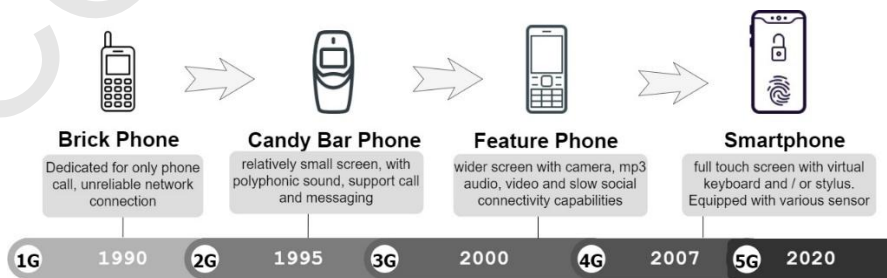 Brick Phone
Dedicated for only phone
call, unreliable network
connection
Candy Bar Phone
relatively small screen, with
polyphonic sound, support call
and messaging
Feature Phone
wider screen with camera, mp3
audio, video and slow social
connectivity capabilities
Smartphone
full touch screen with virtual
keyboard and / or stylus.
Equipped with various sensor
1G 1990 2G 1995 3G 2000 4G 2007 5G 2020